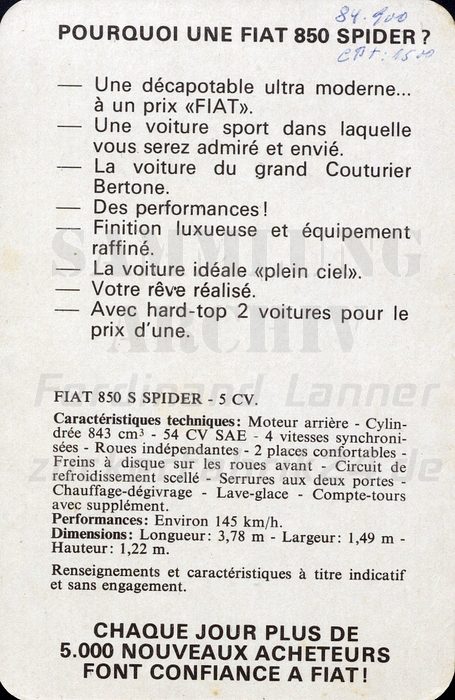 84.900
POURQUOI UNE FIAT 850 SPIDER ?
— Une décapotable ultra moderne...
à un prix «FIAT».
— Une voiture sport dans laquelle
vous serez admiré et envié.
— La voiture du grand Couturier
Bertone.
— Des performances!
— Finition luxueuse et équipement
raffiné.
— La voiture idéale «plein ciel».
— Votre rêve réalisé.
— Avec hard-top 2 voitures pour le
prix d'une.
SAMMLUNG
ARCHIV
Ferdinand Lanner
FIAT 850 S SPIDER - 5 CV.
Caractéristiques techniques: Moteur arrière - Cylin-
drée 843 cm³ - 54 CV SAE - 4 vitesses synchroni-
sées - Roues indépendantes - 2 places confortables -
Freins à disque sur les roues avant - Circuit de
refroidissement scellé - Serrures aux deux portes -
Chauffage-dégivrage - Lave-glace - Compte-tours
avec supplément.
Performances: Environ 145 km/h.
Dimensions: Longueur: 3,78 m - Largeur: 1,49 m -
Hauteur: 1,22 m.
Renseignements et caractéristiques à titre indicatif
et sans engagement.
CHAQUE JOUR PLUS DE
5.000 NOUVEAUX ACHETEURS
FONT CONFIANCE A FIAT!